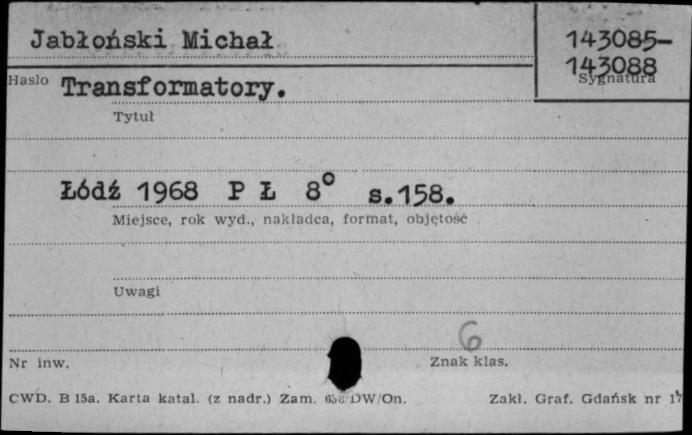 Jabłoński Michał
143085-
143088
Sygnatura
Hasło Transformatory.
Tytuł
Łódź 1968 P Ł 8° s.158.
Miejsce, rok wyd., nakładca, format, objętość
Uwagi
6
Nr inw. Znak klas.
CWD. B 15a. Karta katal. (z nadr.) Zam. DW/On. Zakł. Graf. Gdańsk nr